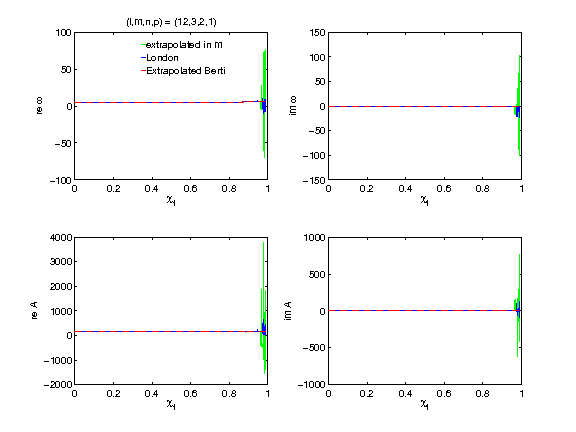 (l,m,n,p) = (12,3,2,1)
100
50
0
−50
−100
re ω
extrapolated in M
London
Extrapolated Berti
0 0.2 0.4 0.6 0.8 1
χf
150
100
50
0
−50
−100
−150
iM ω
0 0.2 0.4 0.6 0.8 1
χf
4000
3000
2000
1000
0
−1000
−2000
re A
0 0.2 0.4 0.6 0.8 1
χf
1000
500
0
−500
−1000
iM A
0 0.2 0.4 0.6 0.8 1
χf